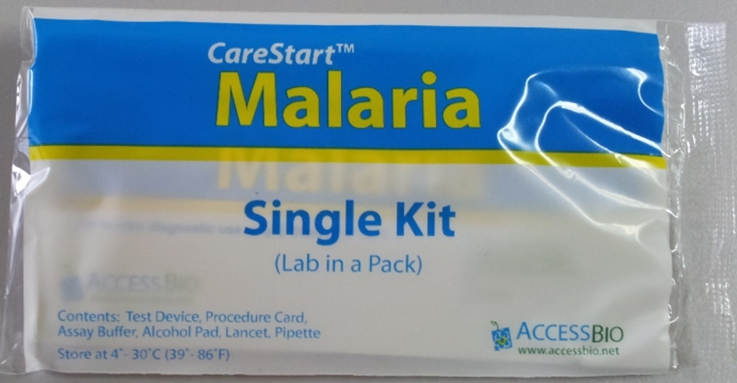 CareStart™
Malaria
Single Kit
(Lab in a Pack)
Contents: Test Device, Procedure Card,
Assay Buffer, Alcohol Pad, Lancet, Pipette
Store at 4°- 30°C (39°- 86°F)
ACCESSBIO
www.accessbio.net